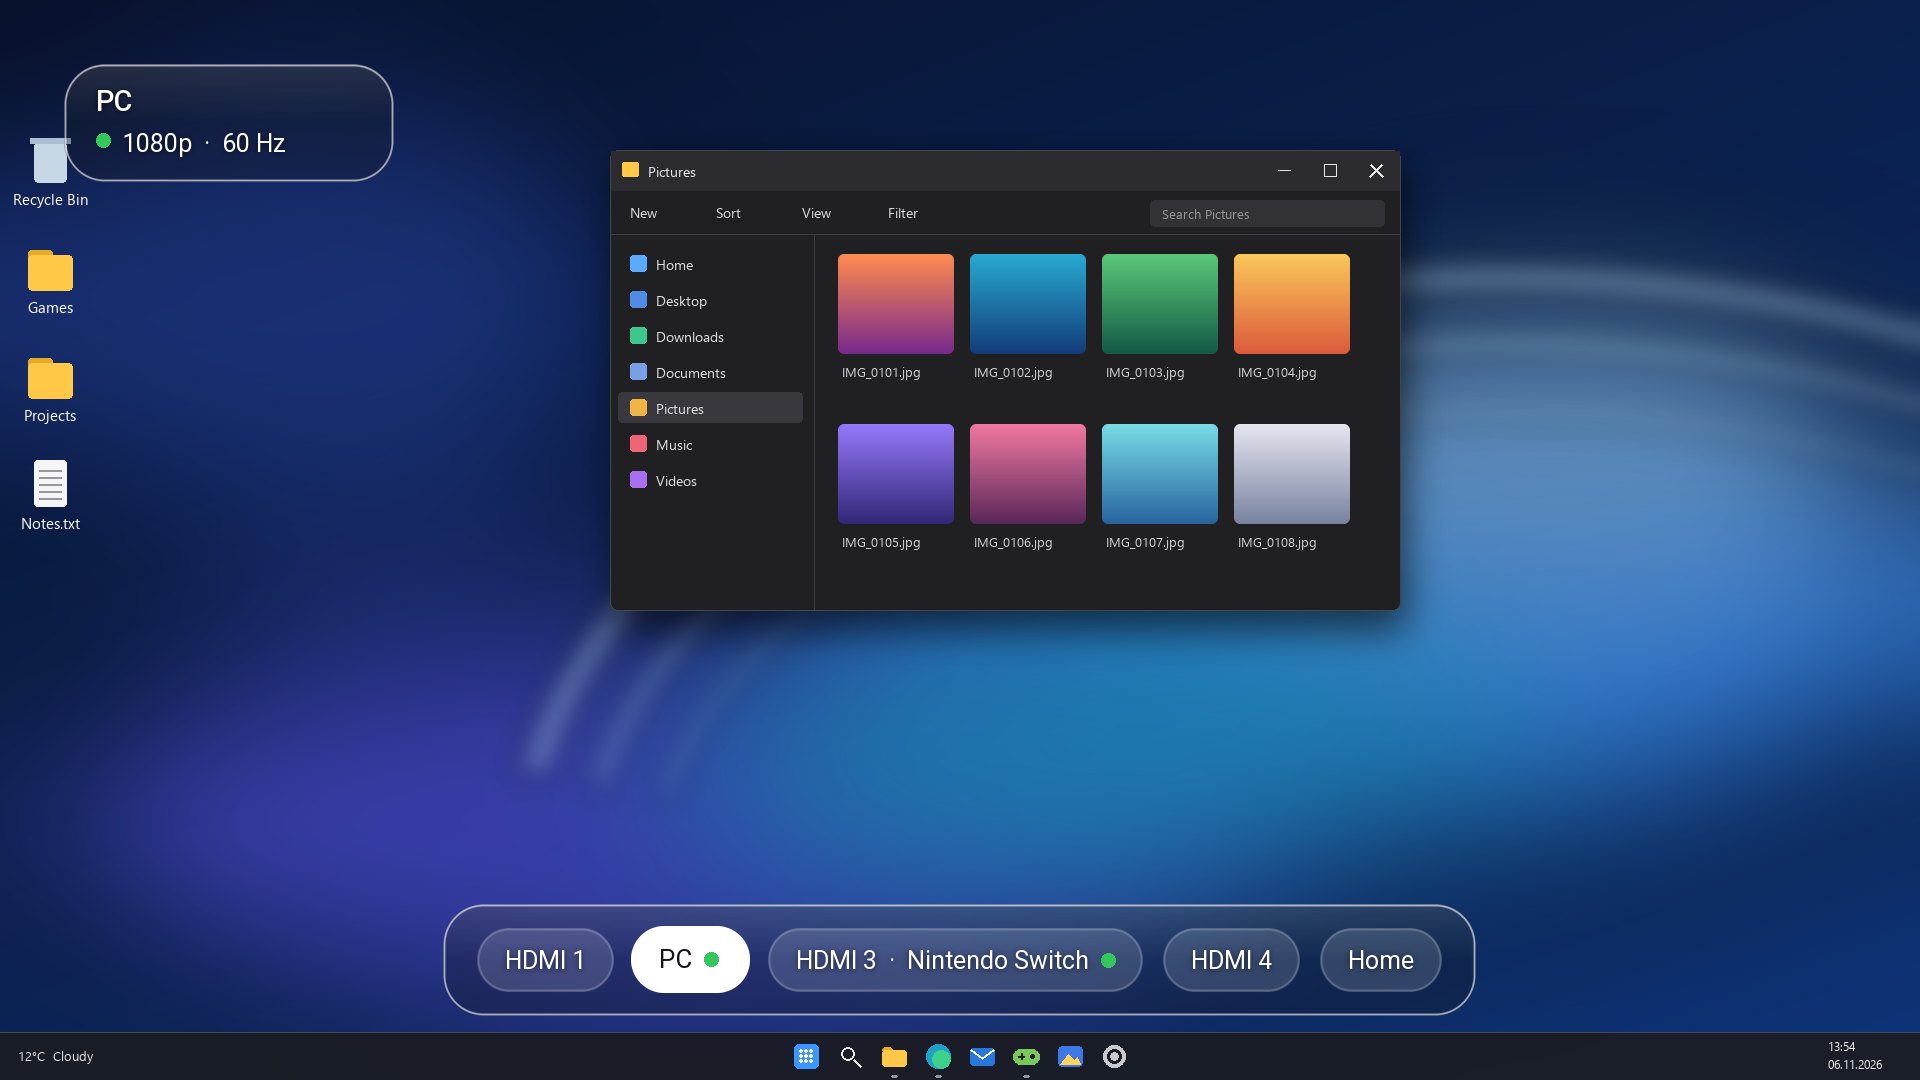 PC
1080p · 60 Hz
Recycle Bin
Games
Projects
Notes.txt
Pictures
New Sort View Filter Search Pictures
Home
Desktop
Downloads
Documents
Pictures
Music
Videos
IMG_0101.jpg IMG_0102.jpg IMG_0103.jpg IMG_0104.jpg
IMG_0105.jpg IMG_0106.jpg IMG_0107.jpg IMG_0108.jpg
HDMI 1 PC HDMI 3 · Nintendo Switch HDMI 4 Home
12°C Cloudy
13:54
06.11.2026